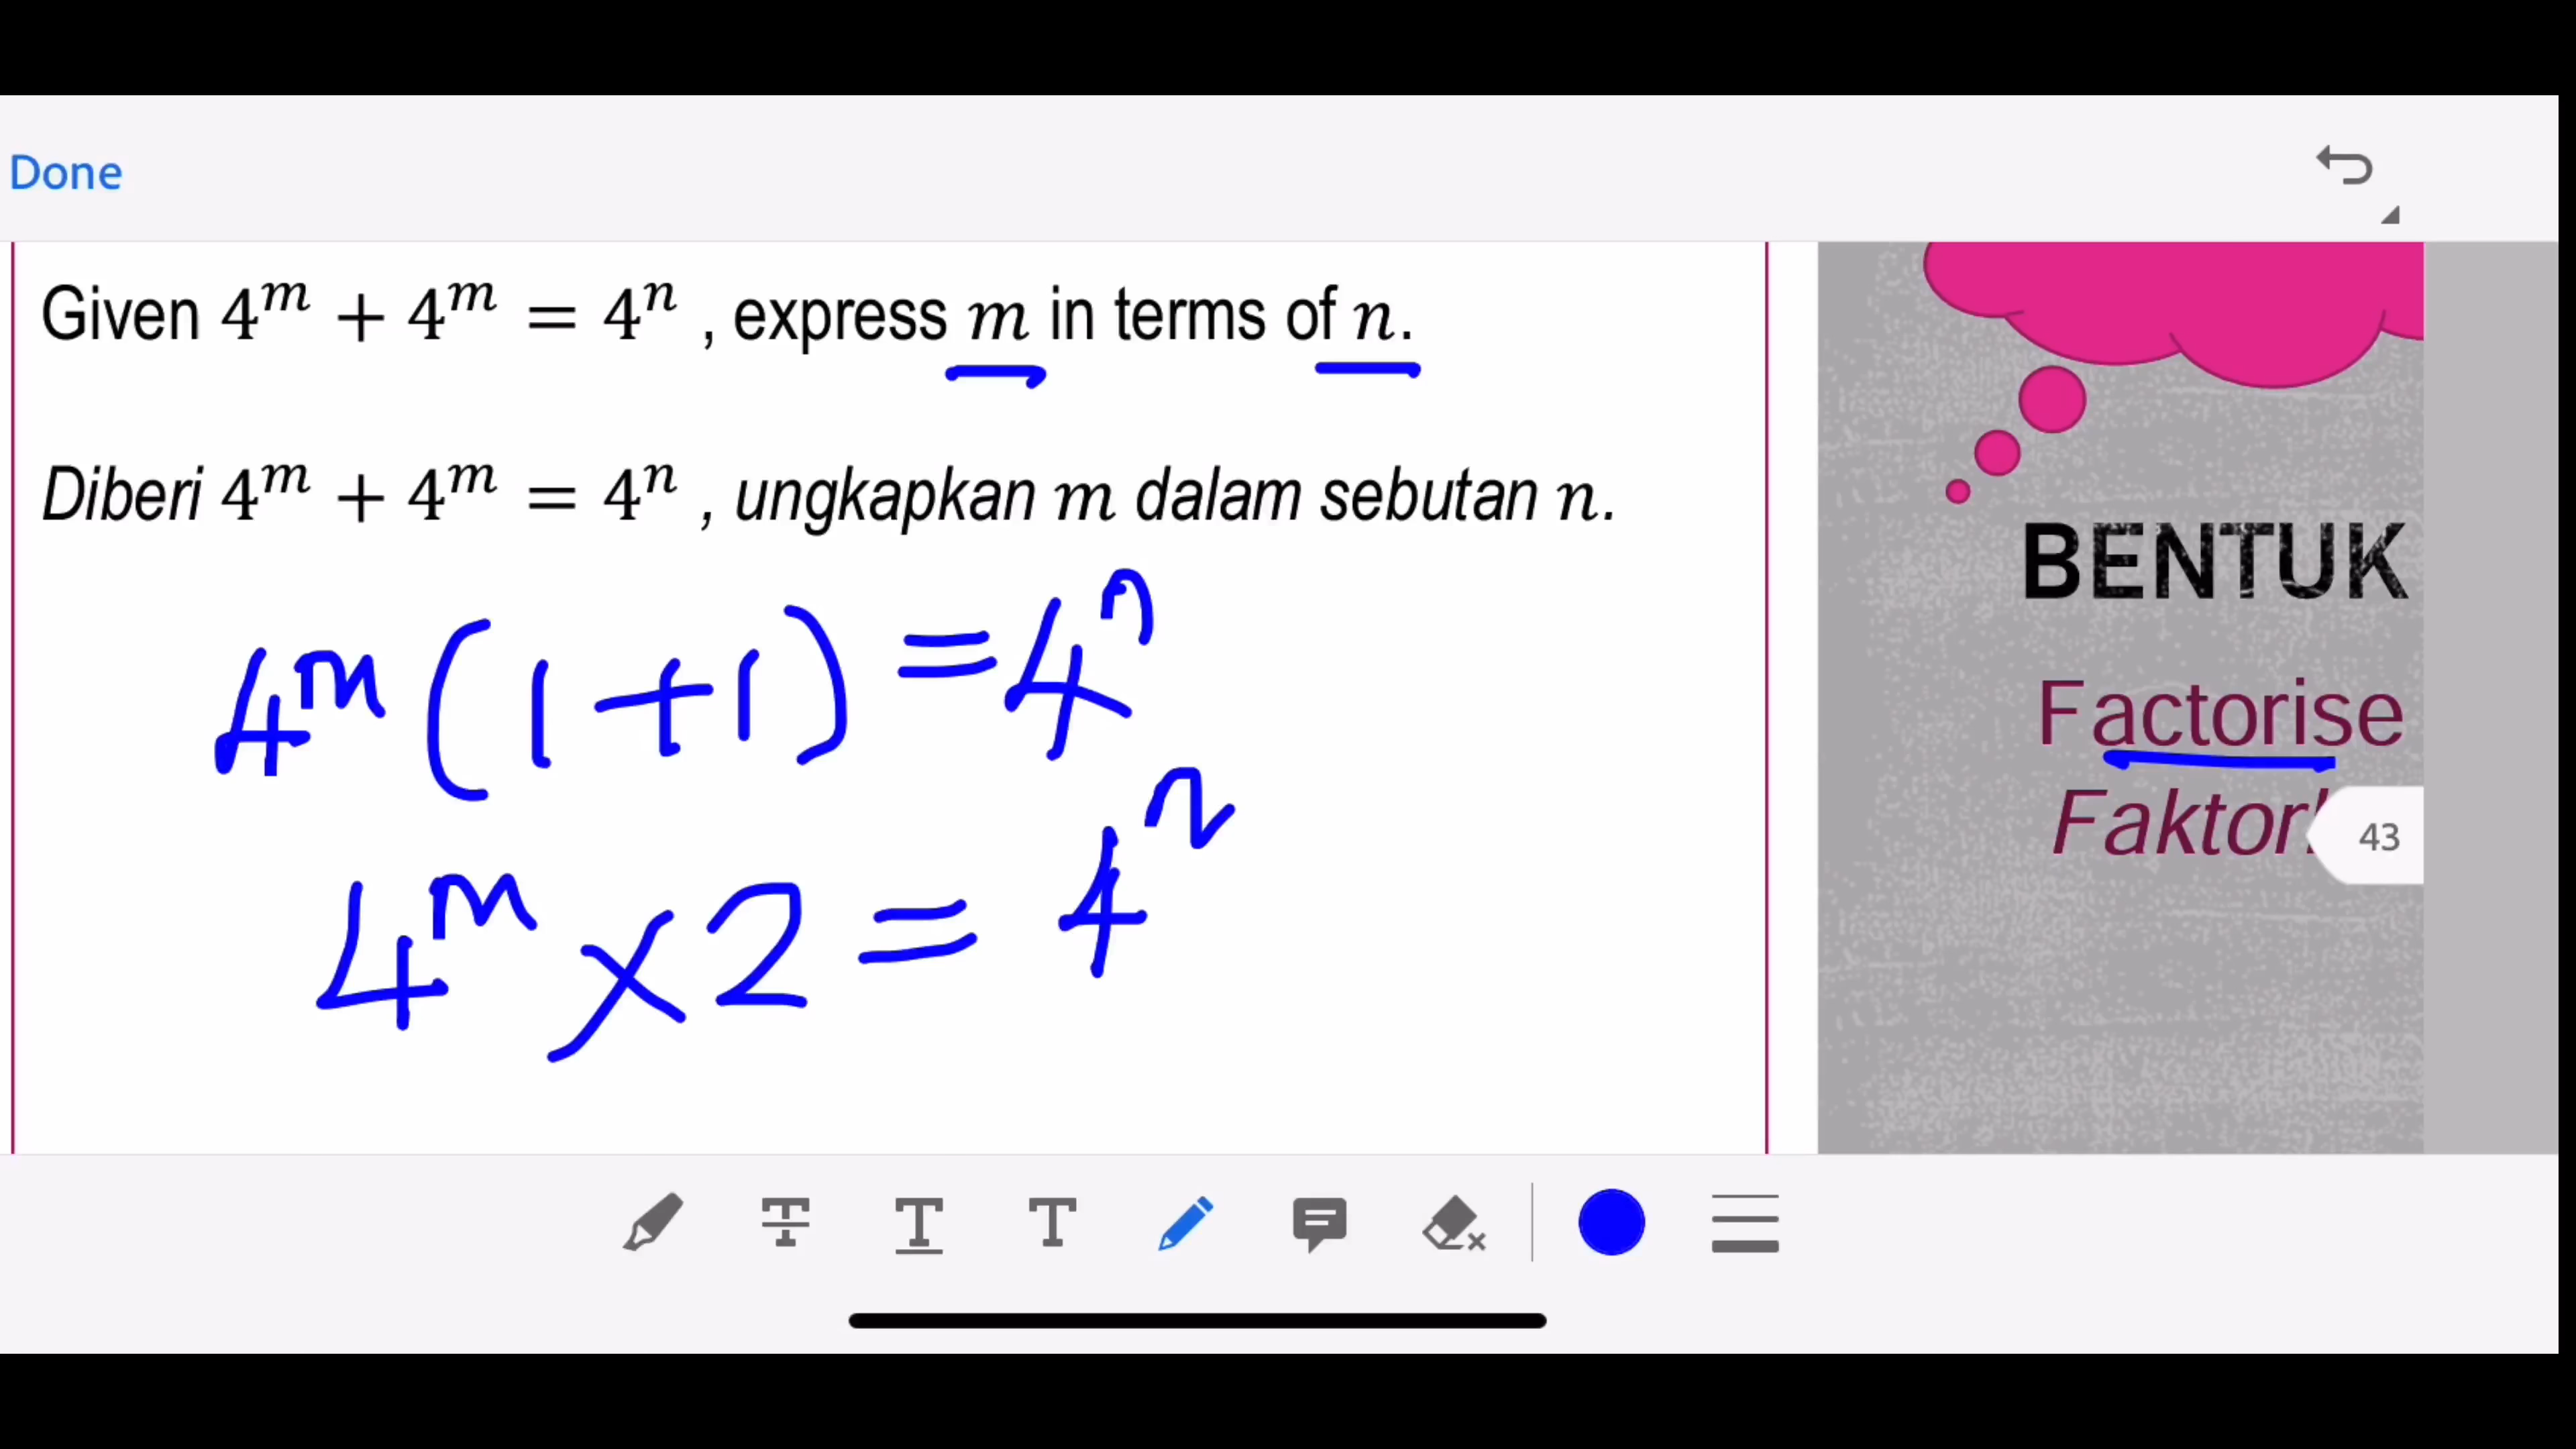 Done
Given 4^m + 4^m = 4^n , express m in terms of n.
Diberi 4^m + 4^m = 4^n , ungkapkan m dalam sebutan n.
4^m (1+1) = 4^n
4^m × 2 = 4^n
BENTUK
Factorise
43